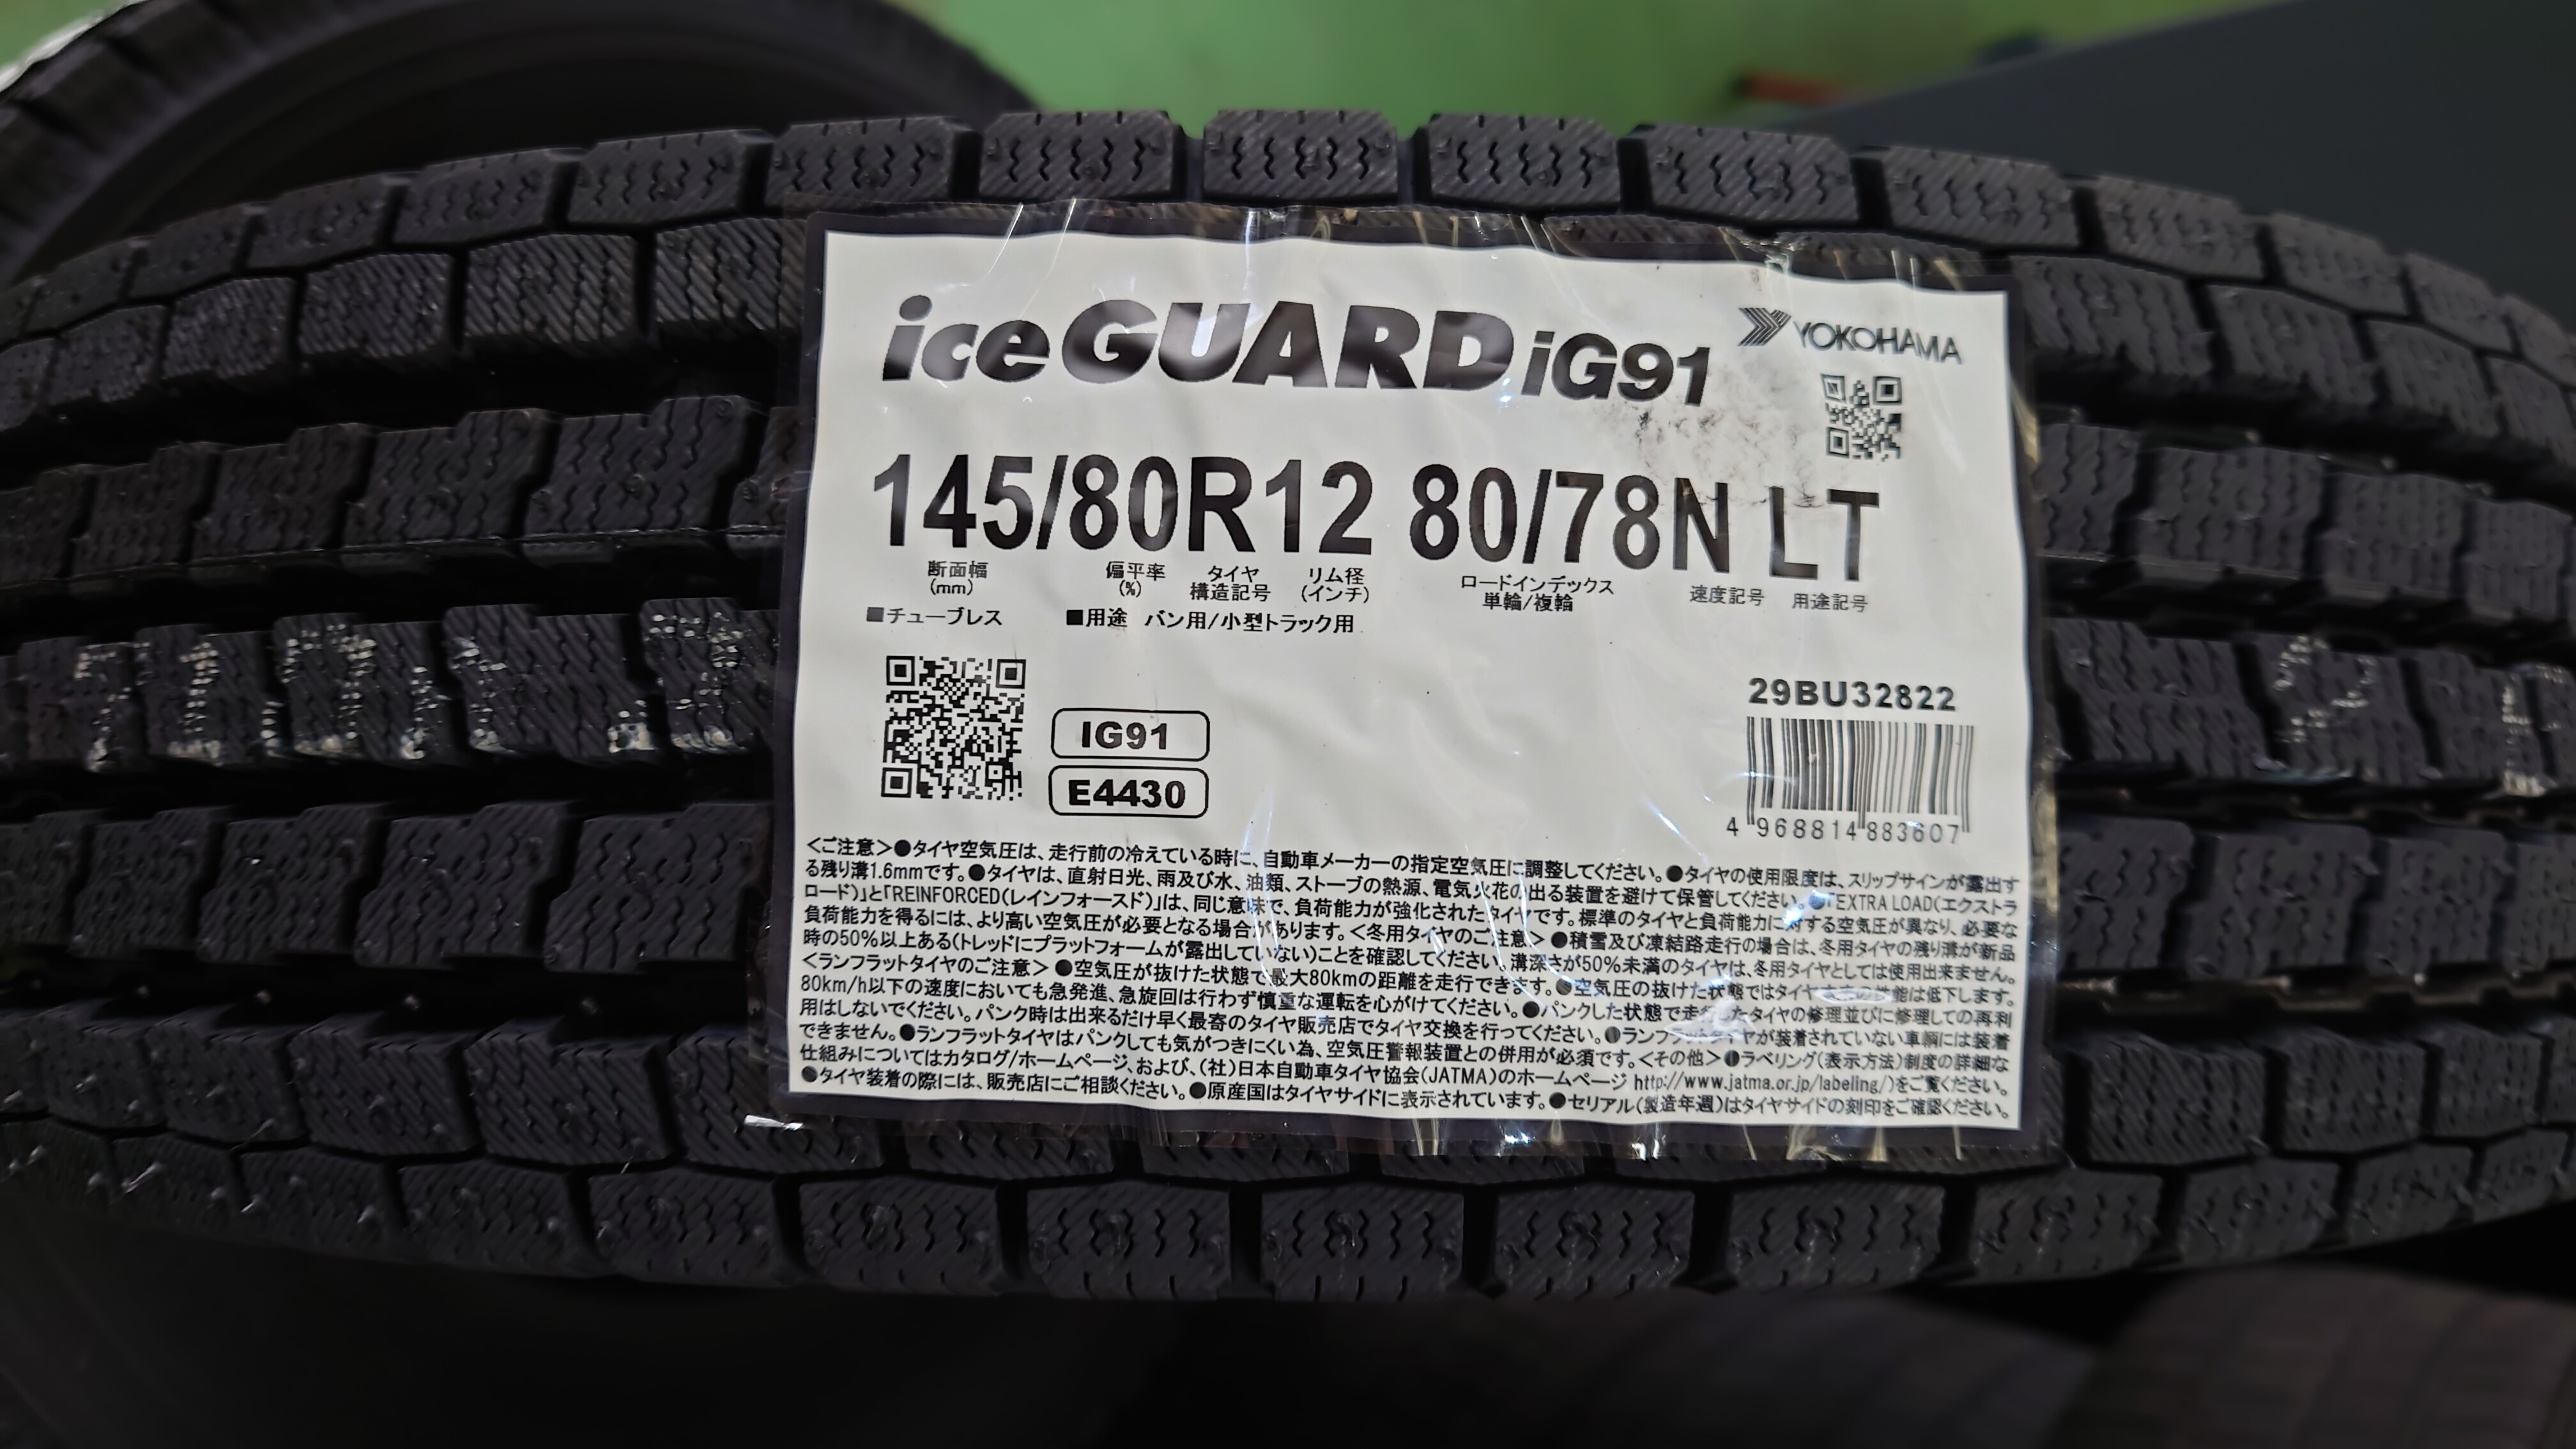 iceGUARD iG91
YOKOHAMA
145/80R12 80/78N LT
断面幅(mm) 偏平率(%) タイヤ構造記号 リム径(インチ) ロードインデックス単輪/複輪 速度記号 用途記号
■チューブレス ■用途 バン用/小型トラック用
29BU32822
IG91
E4430
4 968814 883607
<ご注意>●タイヤ空気圧は、走行前の冷えている時に、自動車メーカーの指定空気圧に調整してください。●タイヤの使用限度は、スリップサインが露出す
る残り溝1.6mmです。●タイヤは、直射日光、雨及び水、油類、ストーブの熱源、電気火花の出る装置を避けて保管してください。●「EXTRA LOAD(エクストラ
ロード)」と「REINFORCED(レインフォースド)」は、同じ意味で、負荷能力が強化されたタイヤです。標準のタイヤと負荷能力に対する空気圧が異なり、必要な
負荷能力を得るには、より高い空気圧が必要となる場合があります。<冬用タイヤのご注意>●積雪及び凍結路走行の場合は、冬用タイヤの残り溝が新品
時の50%以上ある(トレッドにプラットフォームが露出していない)ことを確認してください。溝深さが50%未満のタイヤは、冬用タイヤとしては使用出来ません。
<ランフラットタイヤのご注意>●空気圧が抜けた状態で最大80kmの距離を走行できます。●空気圧の抜けた状態ではタイヤ能は低下します。
80km/h以下の速度においても急発進、急旋回は行わず慎重な運転を心がけてください。●パンクした状態で走行したタイヤの修理並びに修理しての再利
用はしないでください。パンク時は出来るだけ早く最寄のタイヤ販売店でタイヤ交換を行ってください。●ランフラットタイヤが装着されていない車輌には装着
できません。●ランフラットタイヤはパンクしても気がつきにくい為、空気圧警報装置との併用が必須です。<その他>●ラベリング(表示方法)制度の詳細な
仕組みについてはカタログ/ホームページ、および、(社)日本自動車タイヤ協会(JATMA)のホームページ http://www.jatma.or.jp/labeling/)をご覧ください。
●タイヤ装着の際には、販売店にご相談ください。●原産国はタイヤサイドに表示されています。●セリアル(製造年週)はタイヤサイドの刻印をご確認ください。